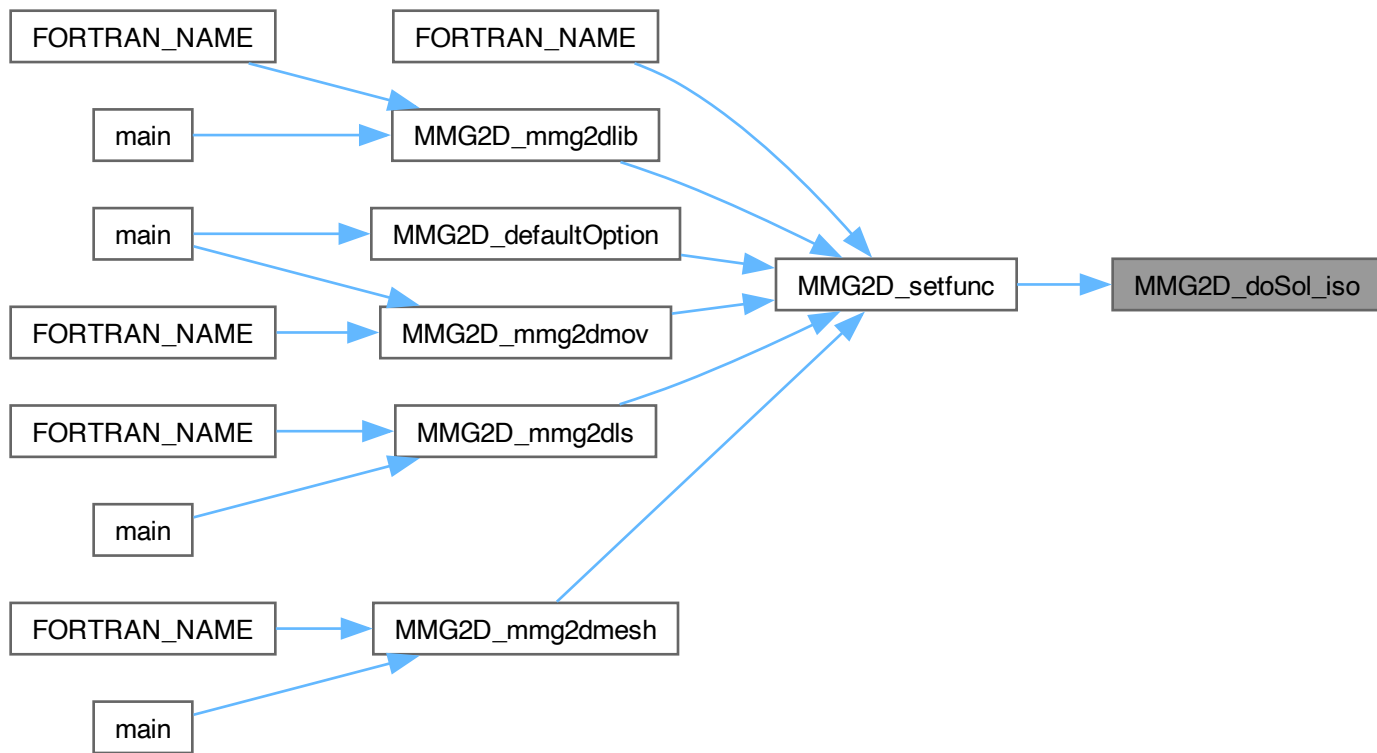 FORTRAN_NAME
FORTRAN_NAME
main
MMG2D_mmg2dlib
main
MMG2D_defaultOption
MMG2D_setfunc
MMG2D_doSol_iso
FORTRAN_NAME
MMG2D_mmg2dmov
FORTRAN_NAME
MMG2D_mmg2dls
main
FORTRAN_NAME
MMG2D_mmg2dmesh
main